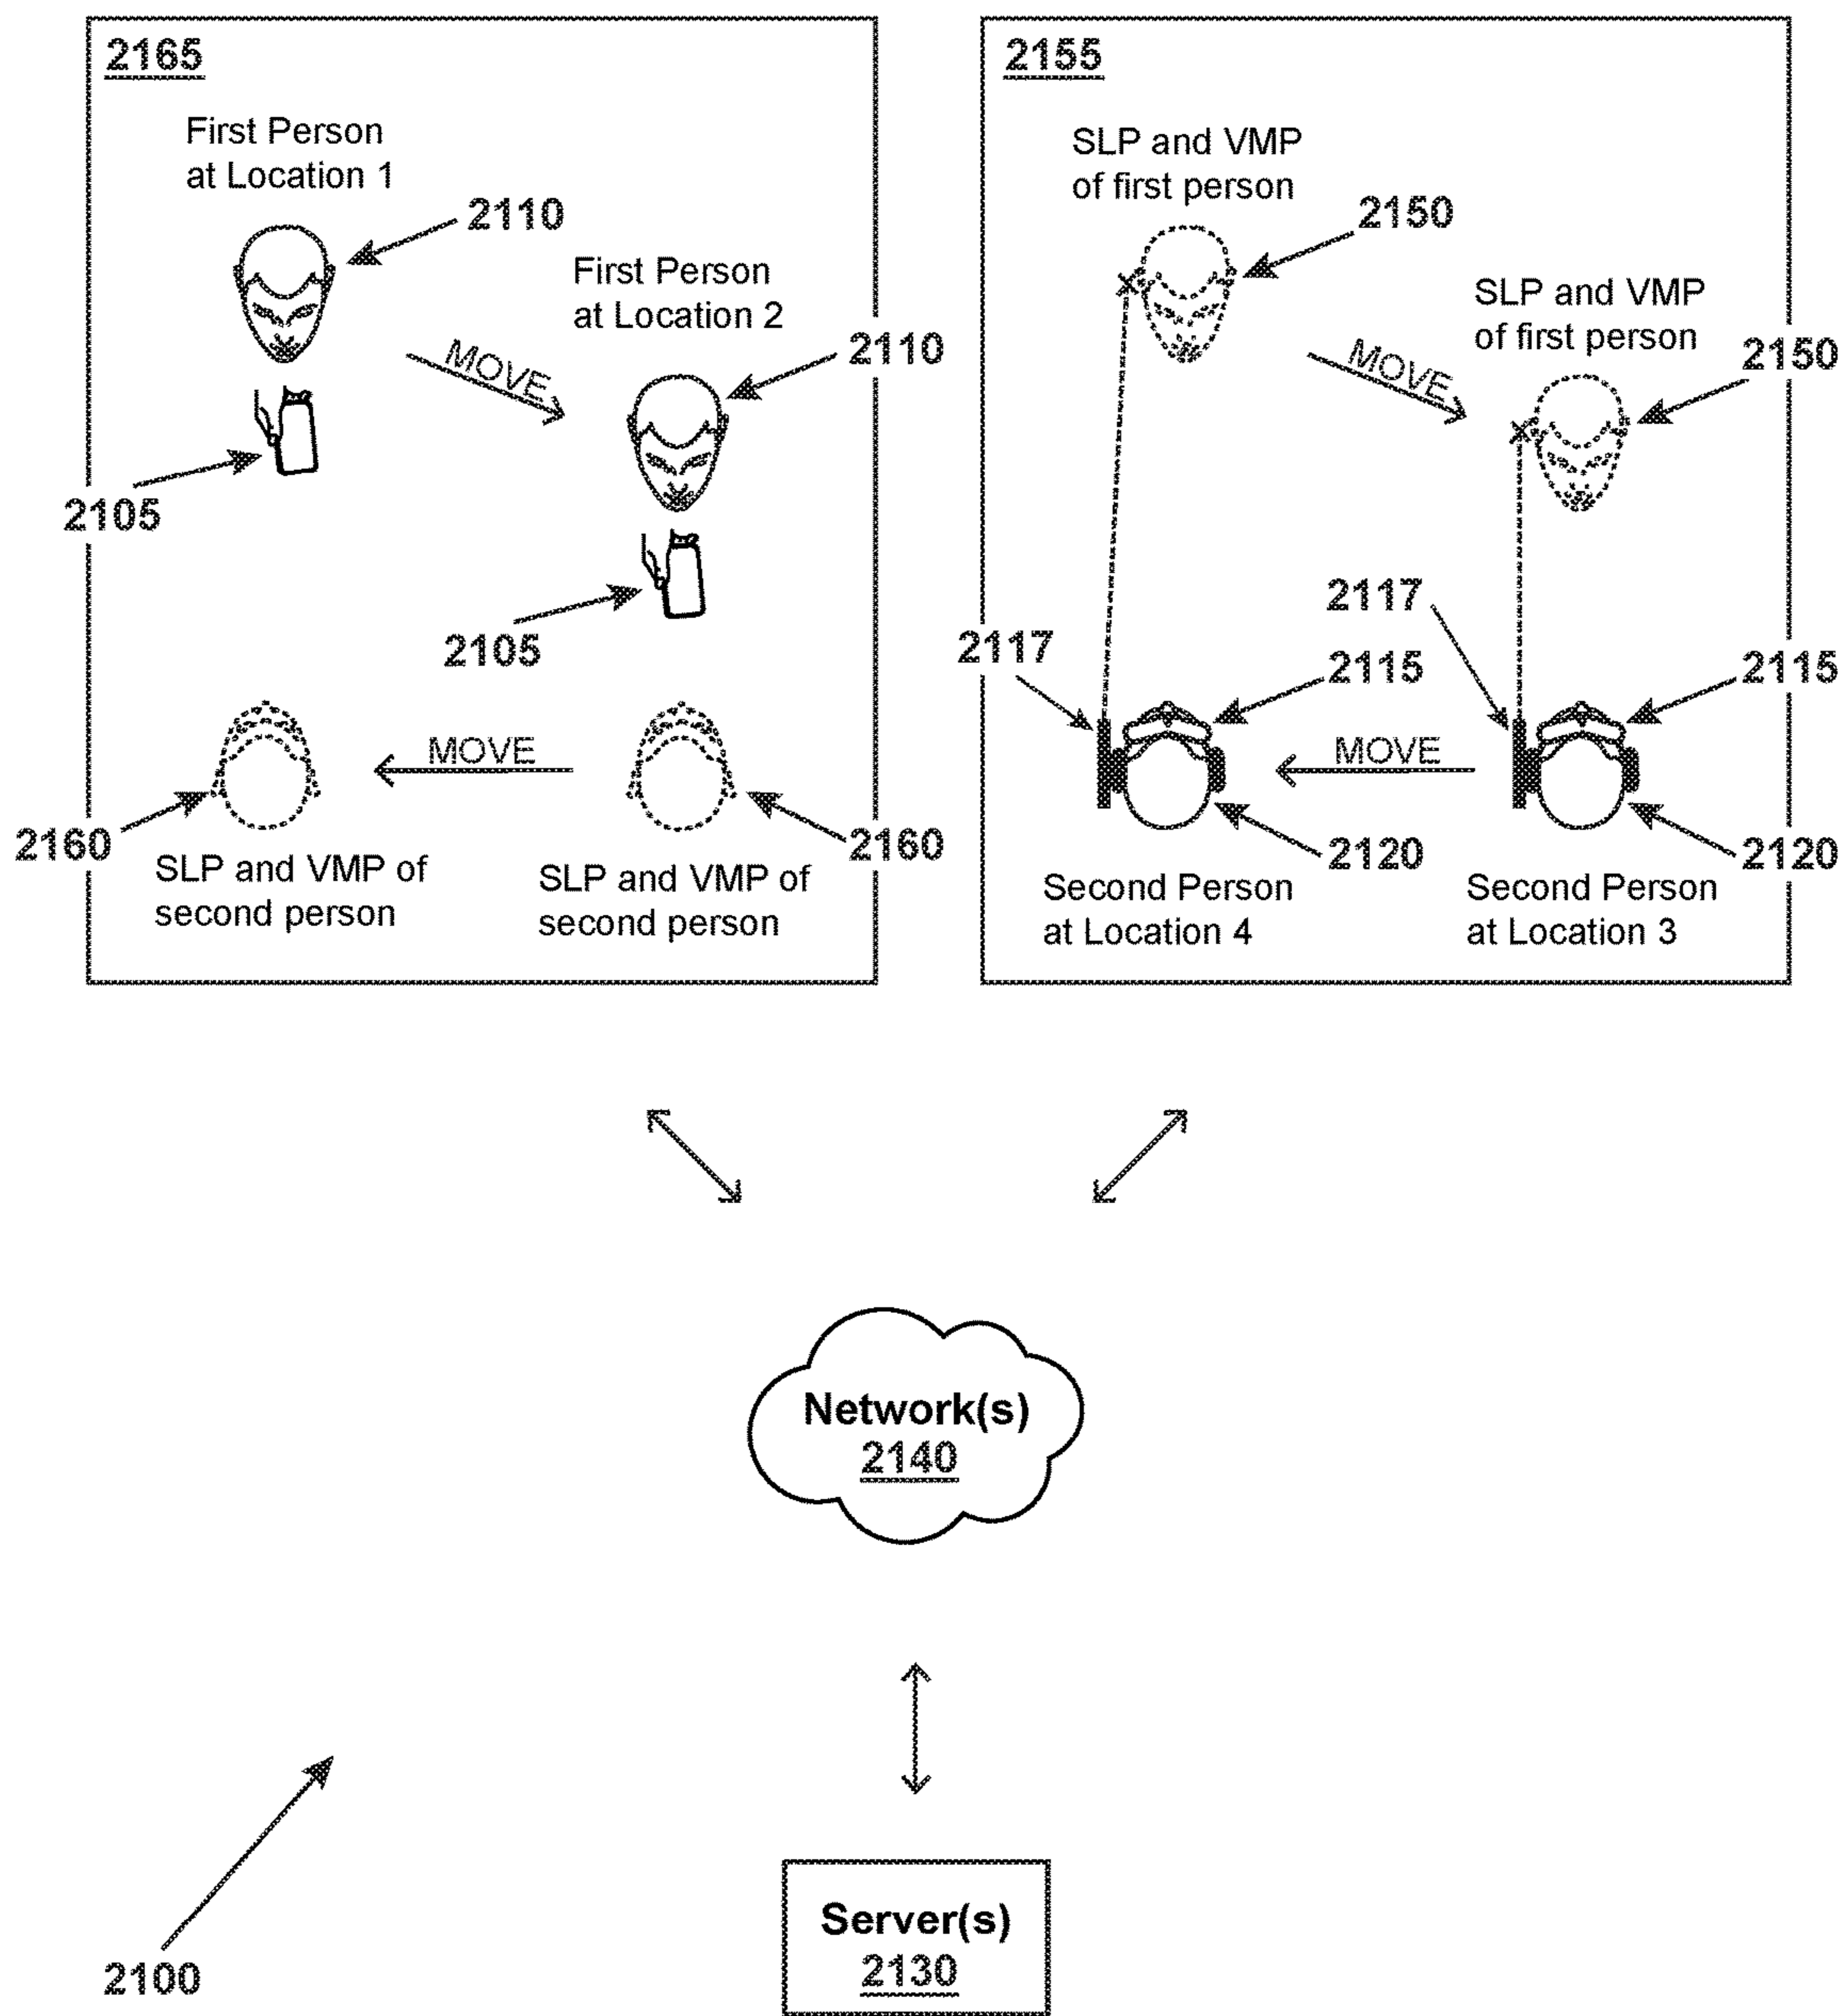 2165
First Person
at Location 1
2110
First Person
at Location 2
2110
MOVE
2105
2105
MOVE
2160
2160
SLP and VMP of
second person
SLP and VMP of
second person
2155
SLP and VMP
of first person
2150
SLP and VMP
of first person
2150
MOVE
2117
2117
2115
2115
MOVE
2120
2120
Second Person
at Location 4
Second Person
at Location 3
Network(s)
2140
Server(s)
2130
2100